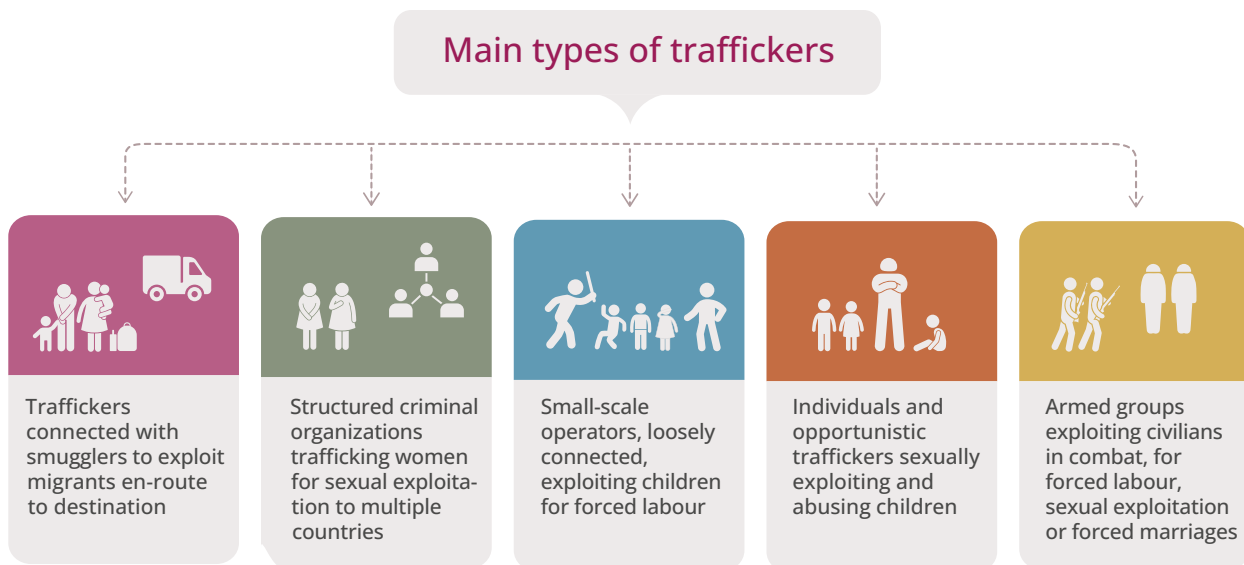 Main types of traffickers
Traffickers
connected with
smugglers to exploit
migrants en-route
to destination
Structured criminal
organizations
trafficking women
for sexual exploita-
tion to multiple
countries
Small-scale
operators, loosely
connected,
exploiting children
for forced labour
Individuals and
opportunistic
traffickers sexually
exploiting and
abusing children
Armed groups
exploiting civilians
in combat, for
forced labour,
sexual exploitation
or forced marriages